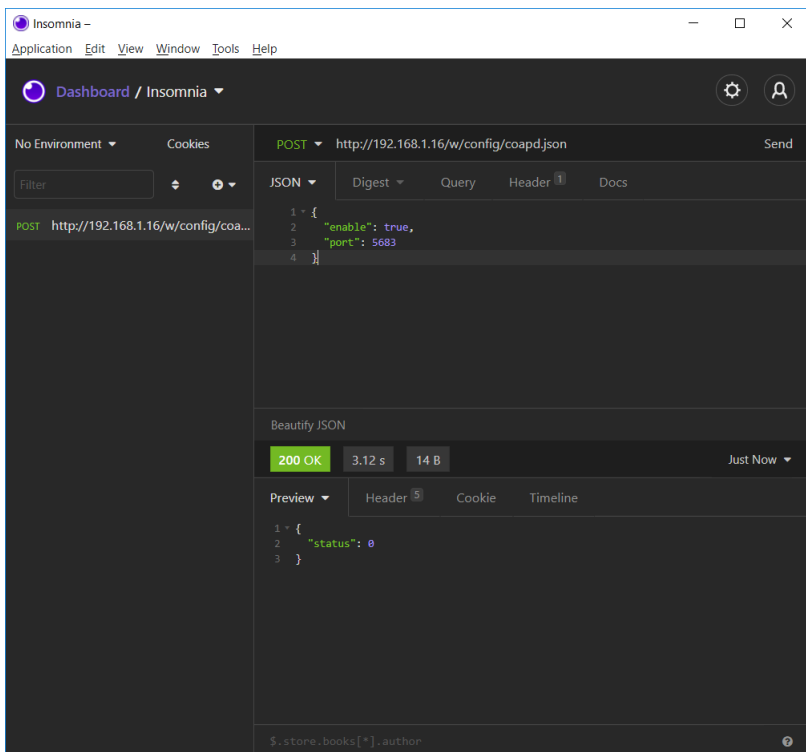 Insomnia –
Application Edit View Window Tools Help
Dashboard / Insomnia
No Environment Cookies
POST http://192.168.1.16/w/config/coapd.json Send
Filter
JSON Digest Query Header 1 Docs
POST http://192.168.1.16/w/config/coa...
1 {
2 "enable": true,
3 "port": 5683
4 }
Beautify JSON
200 OK 3.12 s 14 B Just Now
Preview Header 5 Cookie Timeline
1 {
2 "status": 0
3 }
$.store.books[*].author